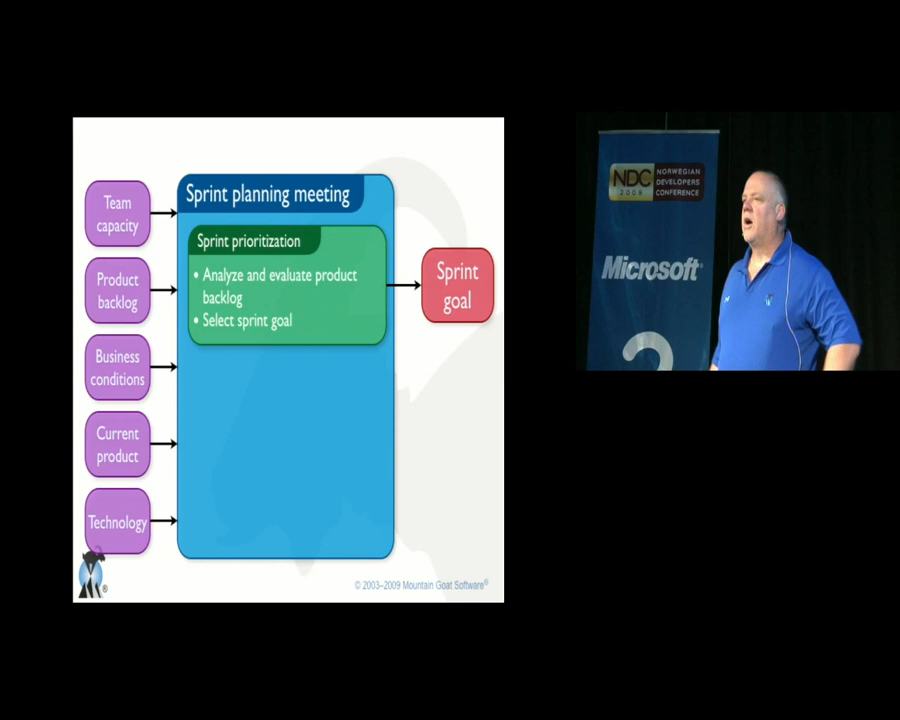 Team
capacity
Product
backlog
Business
conditions
Current
product
Technology
Sprint planning meeting
Sprint prioritization
• Analyze and evaluate product
backlog
• Select sprint goal
Sprint
goal
®
© 2003–2009 Mountain Goat Software®
NDC
2009
NORWEGIAN
DEVELOPERS
CONFERENCE
Microsoft